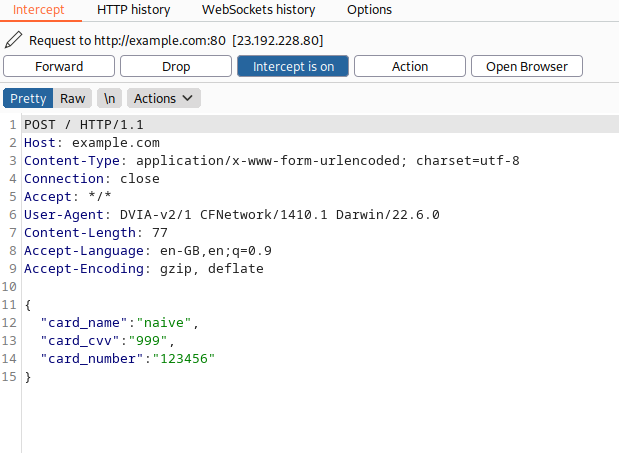 Intercept HTTP history WebSockets history Options
Request to http://example.com:80 [23.192.228.80]
Forward Drop Intercept is on Action Open Browser
Pretty Raw \n Actions
1 POST / HTTP/1.1
2 Host: example.com
3 Content-Type: application/x-www-form-urlencoded; charset=utf-8
4 Connection: close
5 Accept: */*
6 User-Agent: DVIA-v2/1 CFNetwork/1410.1 Darwin/22.6.0
7 Content-Length: 77
8 Accept-Language: en-GB,en;q=0.9
9 Accept-Encoding: gzip, deflate
10
11 {
12 "card_name":"naive",
13 "card_cvv":"999",
14 "card_number":"123456"
15 }